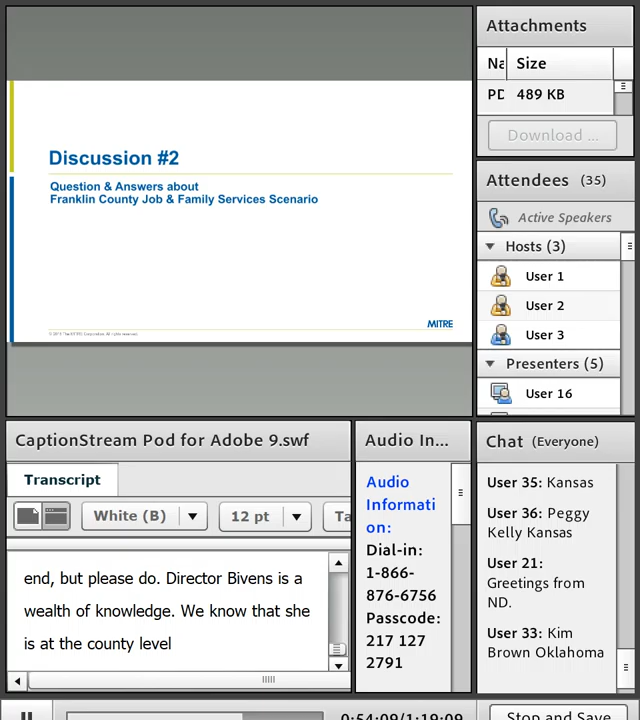 Discussion #2
Question & Answers about
Franklin County Job & Family Services Scenario
MITRE
Attachments
Na Size
PD 489 KB
Download ...
Attendees (35)
Active Speakers
Hosts (3)
User 1
User 2
User 3
Presenters (5)
User 16
CaptionStream Pod for Adobe 9.swf
Transcript
White (B)
12 pt
Ta
end, but please do. Director Bivens is a
wealth of knowledge. We know that she
is at the county level
Audio In...
Audio
Informati
on:
Dial-in:
1-866-
876-6756
Passcode:
217 127
2791
Chat (Everyone)
User 35: Kansas
User 36: Peggy
Kelly Kansas
User 21:
Greetings from
ND.
User 33: Kim
Brown Oklahoma
0:54:09/1:19:09
Stop and Save